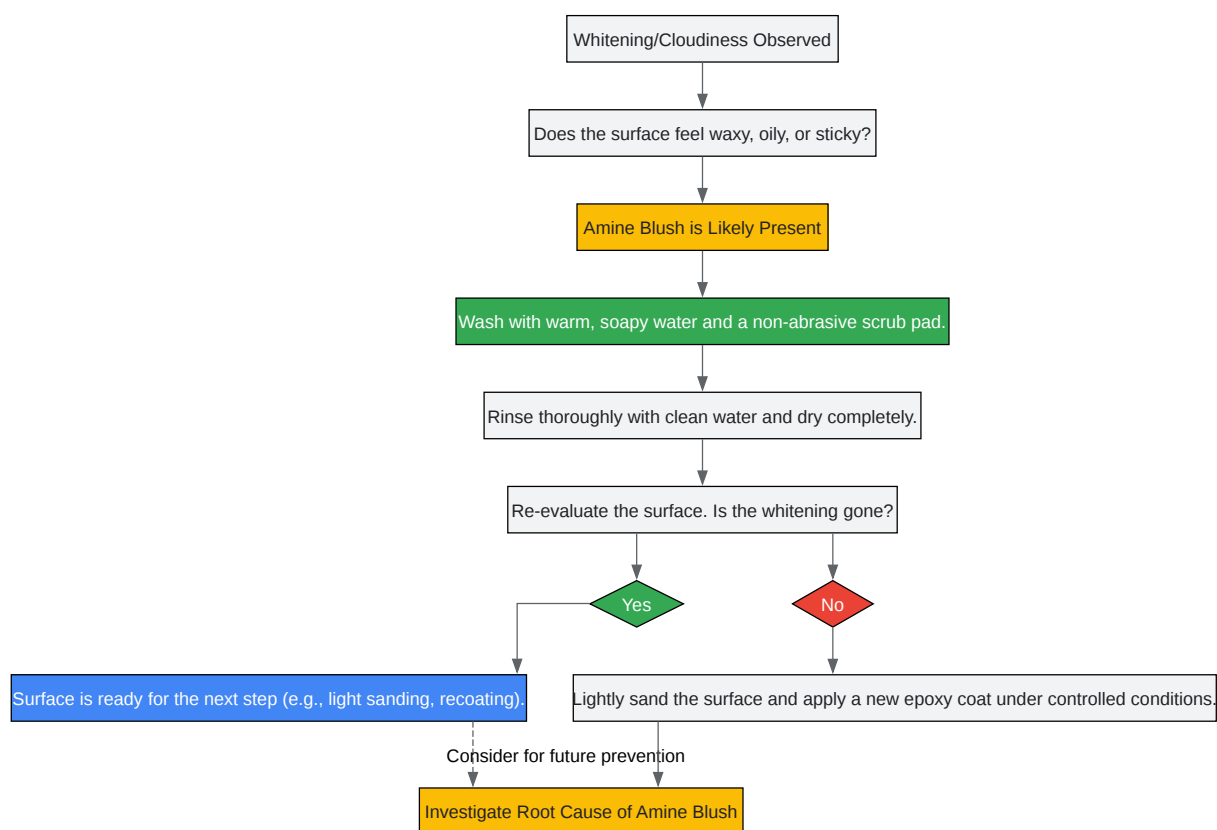 Whitening/Cloudiness Observed
Does the surface feel waxy, oily, or sticky?
Amine Blush is Likely Present
Wash with warm, soapy water and a non-abrasive scrub pad.
Rinse thoroughly with clean water and dry completely.
Re-evaluate the surface. Is the whitening gone?
Yes
No
Surface is ready for the next step (e.g., light sanding, recoating).
Lightly sand the surface and apply a new epoxy coat under controlled conditions.
Consider for future prevention
Investigate Root Cause of Amine Blush